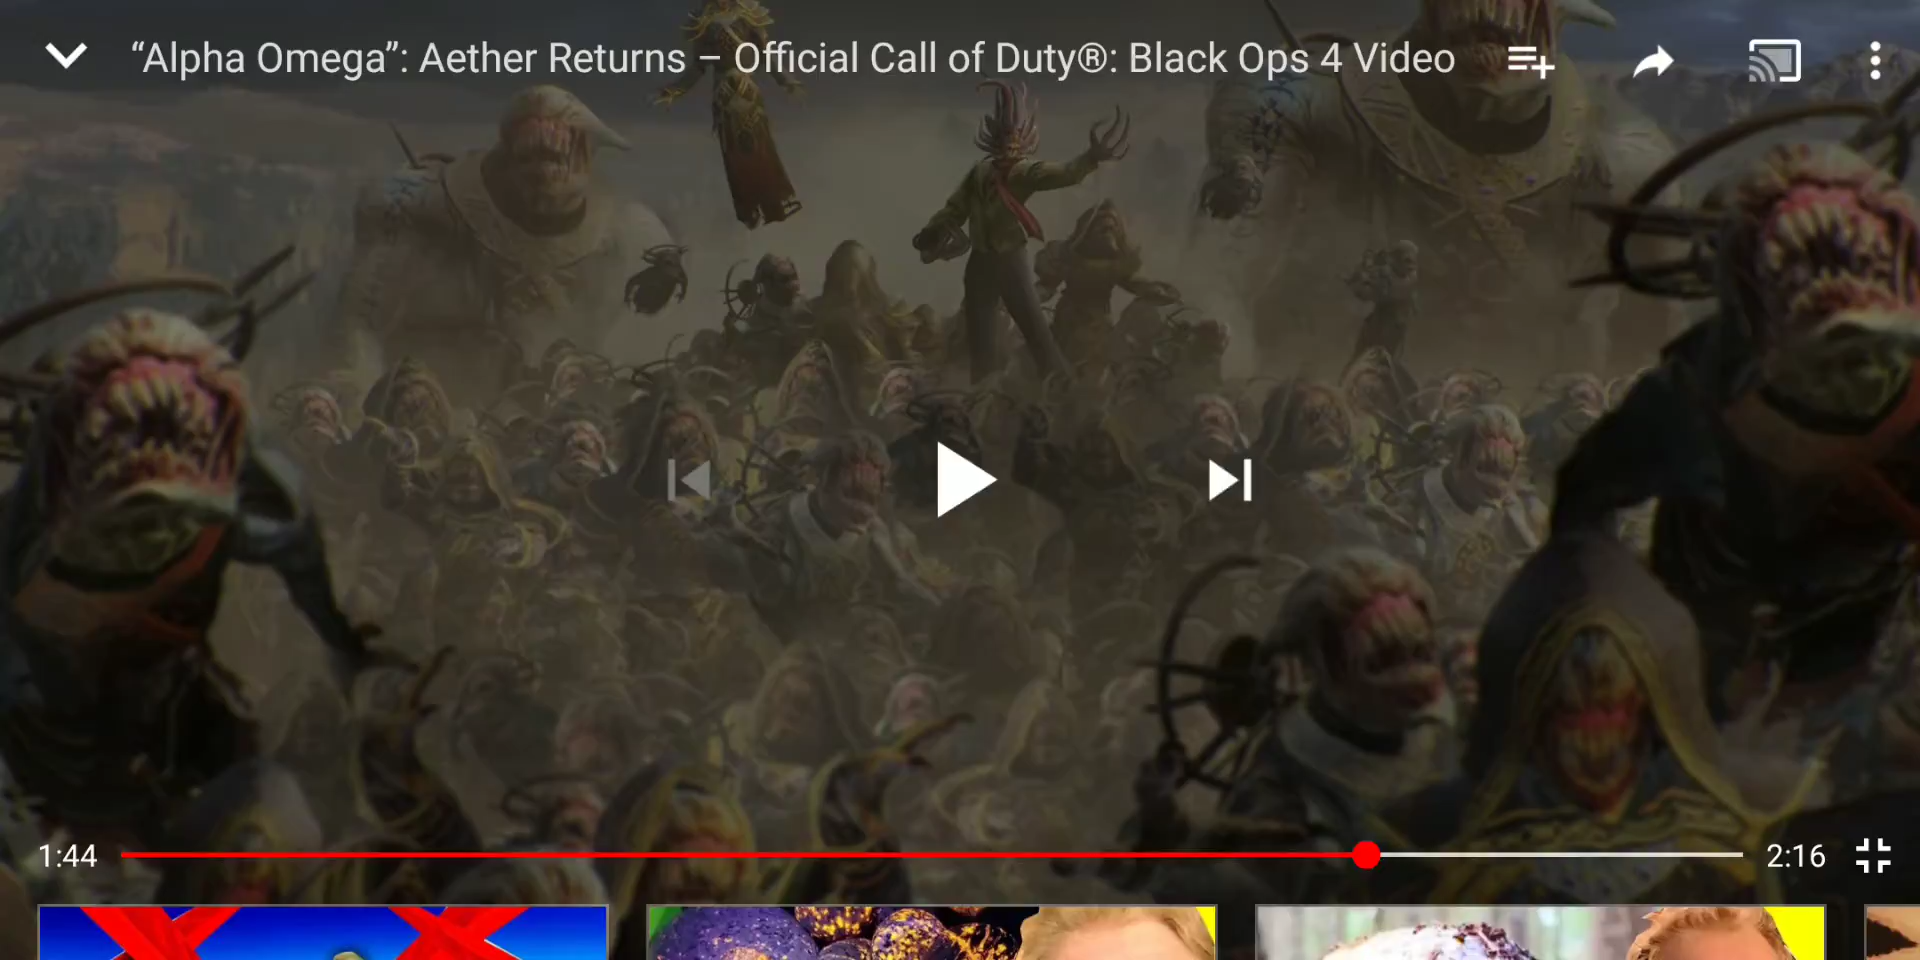 “Alpha Omega”: Aether Returns – Official Call of Duty®: Black Ops 4 Video
1:44
2:16